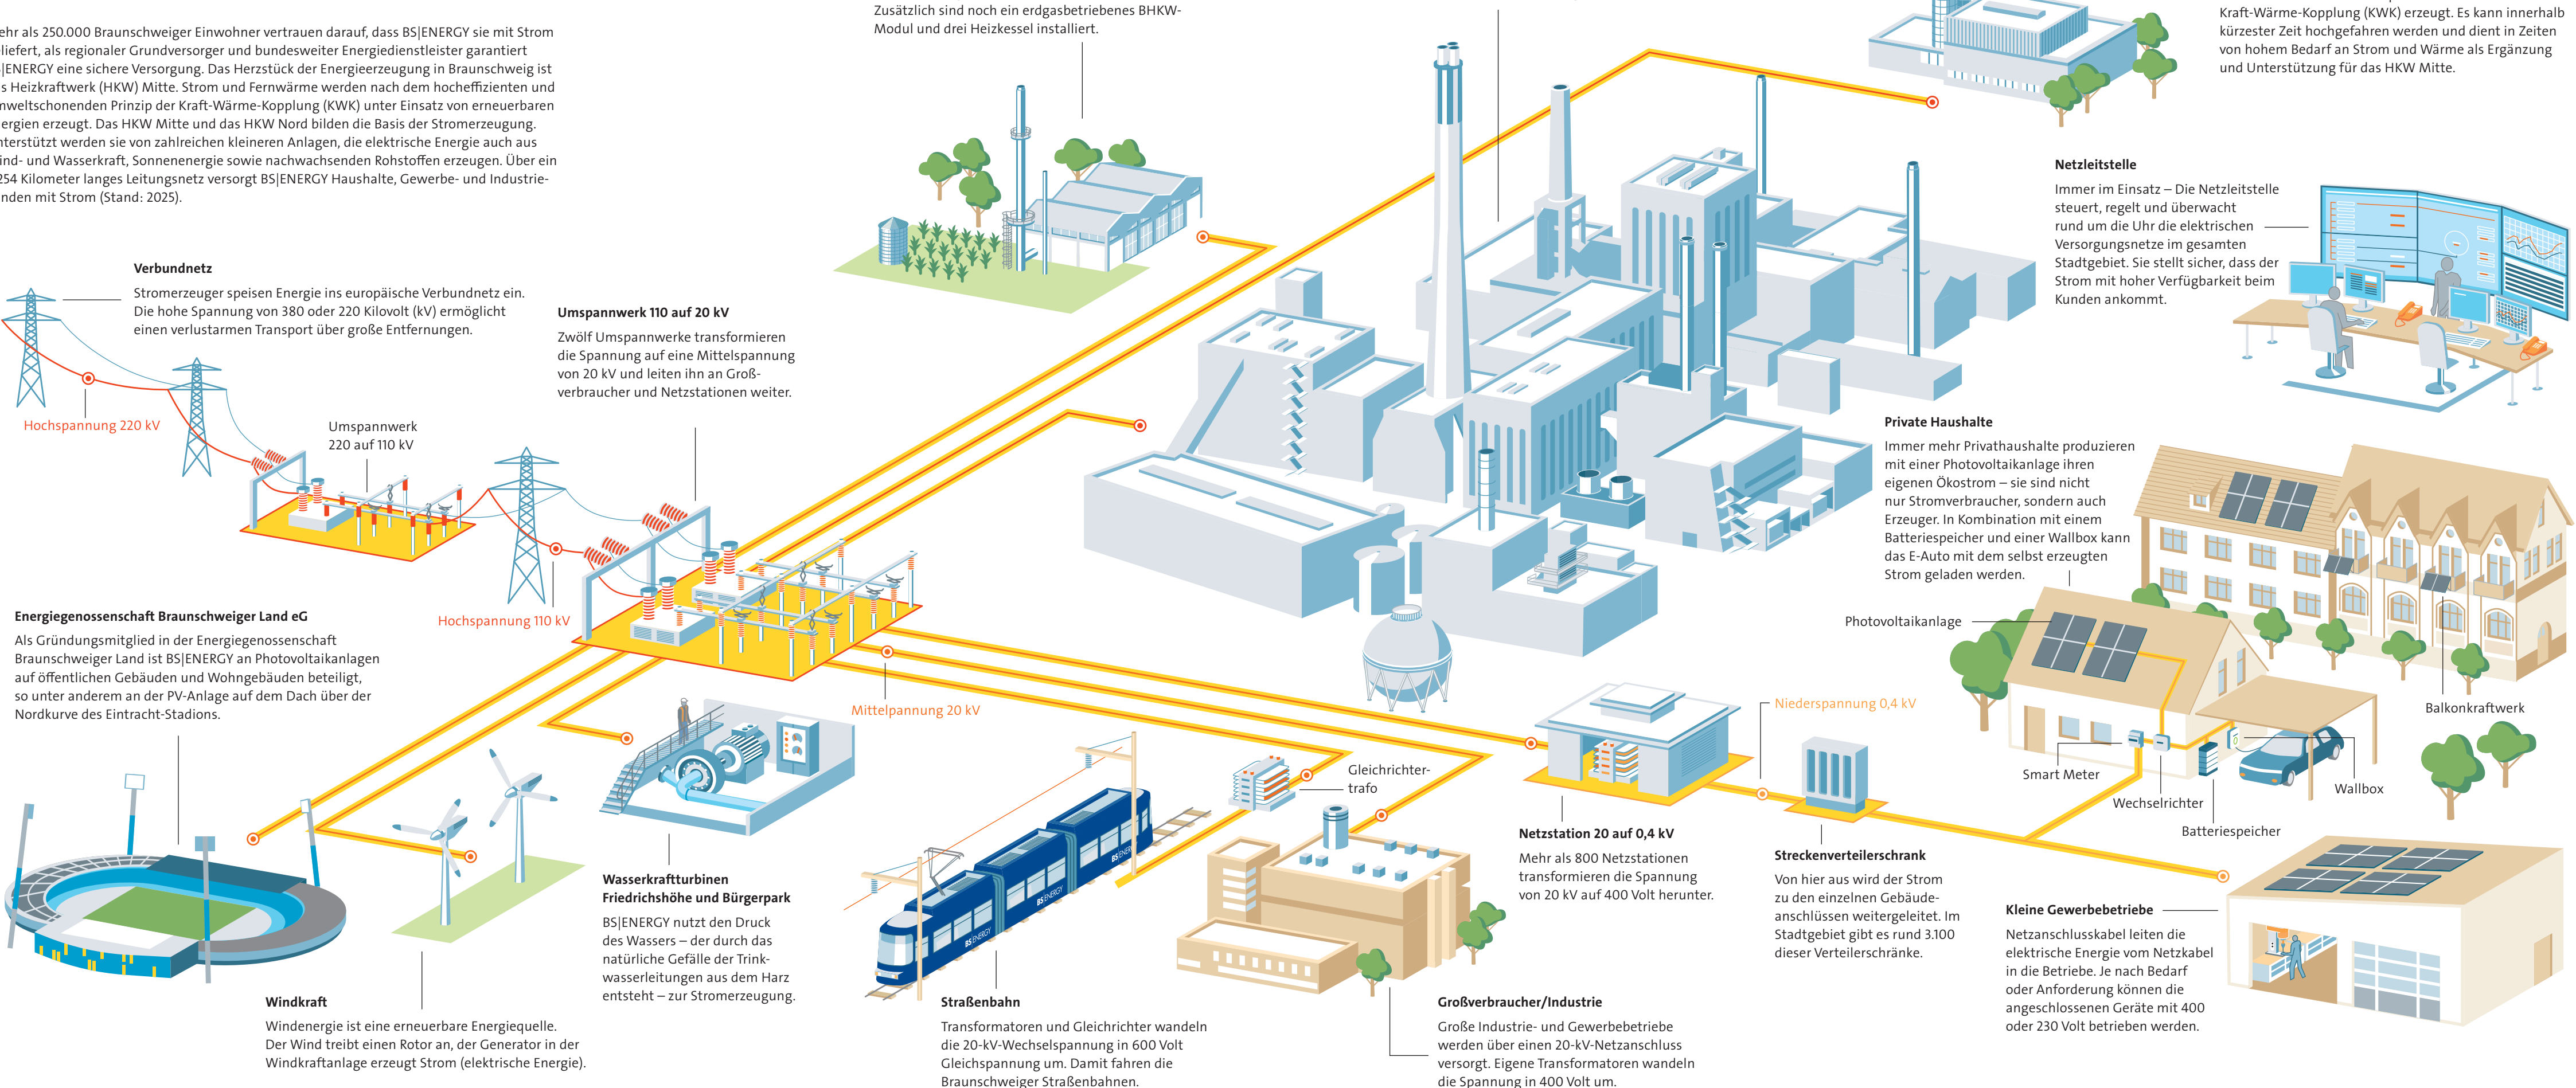 ehr als 250.000 Braunschweiger Einwohner vertrauen darauf, dass BS|ENERGY sie mit Strom
eliefert, als regionaler Grundversorger und bundesweiter Energiedienstleister garantiert
|ENERGY eine sichere Versorgung. Das Herzstück der Energieerzeugung in Braunschweig ist
s Heizkraftwerk (HKW) Mitte. Strom und Fernwärme werden nach dem hocheffizienten und
mweltschonenden Prinzip der Kraft-Wärme-Kopplung (KWK) unter Einsatz von erneuerbaren
ergien erzeugt. Das HKW Mitte und das HKW Nord bilden die Basis der Stromerzeugung.
nterstützt werden sie von zahlreichen kleineren Anlagen, die elektrische Energie auch aus
ind- und Wasserkraft, Sonnenenergie sowie nachwachsenden Rohstoffen erzeugen. Über ein
254 Kilometer langes Leitungsnetz versorgt BS|ENERGY Haushalte, Gewerbe- und Industrie-
nden mit Strom (Stand: 2025).
Zusätzlich sind noch ein erdgasbetriebenes BHKW-
Modul und drei Heizkessel installiert.
Kraft-Wärme-Kopplung (KWK) erzeugt. Es kann innerhalb
kürzester Zeit hochgefahren werden und dient in Zeiten
von hohem Bedarf an Strom und Wärme als Ergänzung
und Unterstützung für das HKW Mitte.
Netzleitstelle
Immer im Einsatz – Die Netzleitstelle
steuert, regelt und überwacht
rund um die Uhr die elektrischen
Versorgungsnetze im gesamten
Stadtgebiet. Sie stellt sicher, dass der
Strom mit hoher Verfügbarkeit beim
Kunden ankommt.
Verbundnetz
Stromerzeuger speisen Energie ins europäische Verbundnetz ein.
Die hohe Spannung von 380 oder 220 Kilovolt (kV) ermöglicht
einen verlustarmen Transport über große Entfernungen.
Hochspannung 220 kV
Umspannwerk
220 auf 110 kV
Umspannwerk 110 auf 20 kV
Zwölf Umspannwerke transformieren
die Spannung auf eine Mittelspannung
von 20 kV und leiten ihn an Groß-
verbraucher und Netzstationen weiter.
Hochspannung 110 kV
Private Haushalte
Immer mehr Privathaushalte produzieren
mit einer Photovoltaikanlage ihren
eigenen Ökostrom – sie sind nicht
nur Stromverbraucher, sondern auch
Erzeuger. In Kombination mit einem
Batteriespeicher und einer Wallbox kann
das E-Auto mit dem selbst erzeugten
Strom geladen werden.
Photovoltaikanlage
Balkonkraftwerk
Smart Meter
Wechselrichter
Batteriespeicher
Wallbox
Energiegenossenschaft Braunschweiger Land eG
Als Gründungsmitglied in der Energiegenossenschaft
Braunschweiger Land ist BS|ENERGY an Photovoltaikanlagen
auf öffentlichen Gebäuden und Wohngebäuden beteiligt,
so unter anderem an der PV-Anlage auf dem Dach über der
Nordkurve des Eintracht-Stadions.
Mittelpannung 20 kV
Niederspannung 0,4 kV
Gleichrichter-
trafo
Windkraft
Windenergie ist eine erneuerbare Energiequelle.
Der Wind treibt einen Rotor an, der Generator in der
Windkraftanlage erzeugt Strom (elektrische Energie).
Wasserkraftturbinen
Friedrichshöhe und Bürgerpark
BS|ENERGY nutzt den Druck
des Wassers – der durch das
natürliche Gefälle der Trink-
wasserleitungen aus dem Harz
entsteht – zur Stromerzeugung.
BS|ENERGY
BS|ENERGY
BS|ENERGY
Straßenbahn
Transformatoren und Gleichrichter wandeln
die 20-kV-Wechselspannung in 600 Volt
Gleichspannung um. Damit fahren die
Braunschweiger Straßenbahnen.
Großverbraucher/Industrie
Große Industrie- und Gewerbebetriebe
werden über einen 20-kV-Netzanschluss
versorgt. Eigene Transformatoren wandeln
die Spannung in 400 Volt um.
Netzstation 20 auf 0,4 kV
Mehr als 800 Netzstationen
transformieren die Spannung
von 20 kV auf 400 Volt herunter.
Streckenverteilerschrank
Von hier aus wird der Strom
zu den einzelnen Gebäude-
anschlüssen weitergeleitet. Im
Stadtgebiet gibt es rund 3.100
dieser Verteilerschränke.
Kleine Gewerbebetriebe
Netzanschlusskabel leiten die
elektrische Energie vom Netzkabel
in die Betriebe. Je nach Bedarf
oder Anforderung können die
angeschlossenen Geräte mit 400
oder 230 Volt betrieben werden.